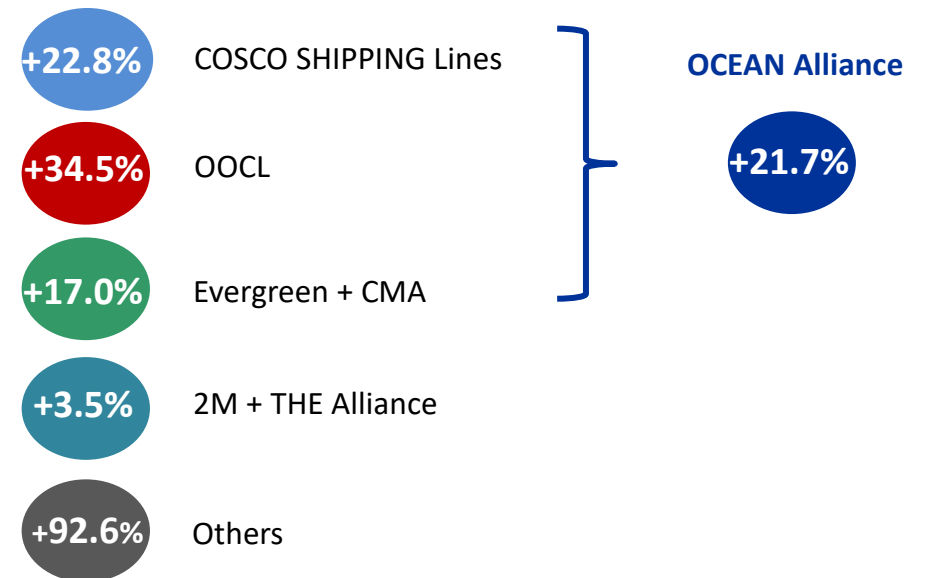 +22.8% COSCO SHIPPING Lines
OCEAN Alliance
+34.5% OOCL
+21.7%
+17.0% Evergreen + CMA
+3.5% 2M + THE Alliance
+92.6% Others